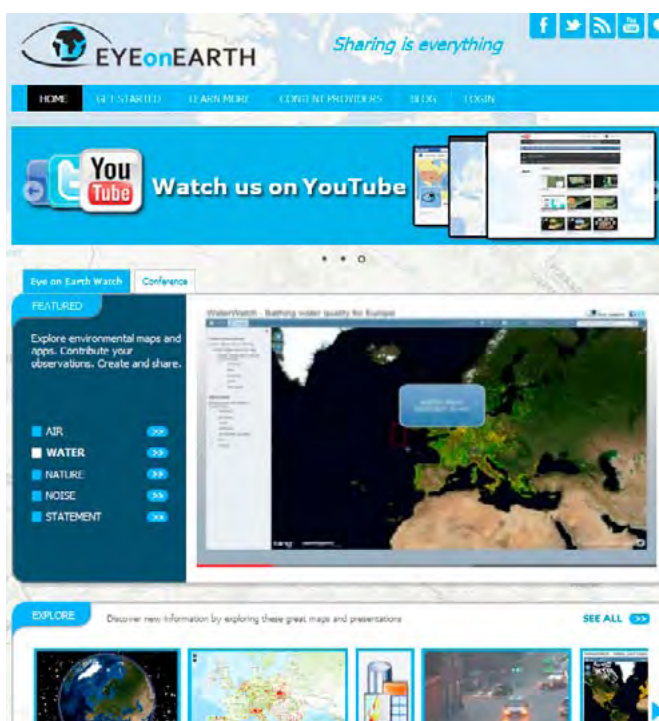 EYEonEARTH
Sharing is everything
HOME GET STARTED LEARN MORE CONTENT PROVIDERS BLOG LOGIN
You
Tube
Watch us on YouTube
Eye on Earth Watch Conference
FEATURED
Explore environmental maps and
apps. Contribute your
observations. Create and share.
AIR
WATER
NATURE
NOISE
STATEMENT
WaterWatch - Bathing water quality for Europe
bing
EXPLORE Discover new information by exploring these great maps and presentations SEE ALL